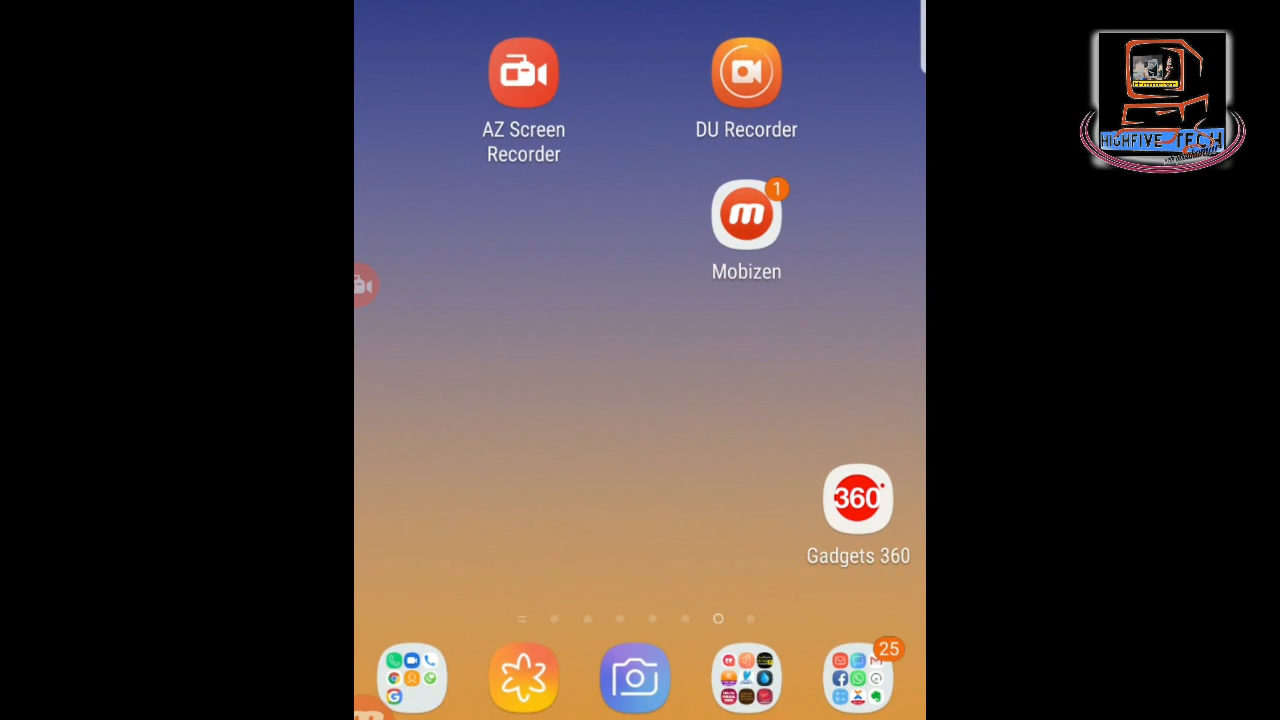 AZ Screen
Recorder
DU Recorder
1
m
Mobizen
360
Gadgets 360
25
HIGHFIVE TECH